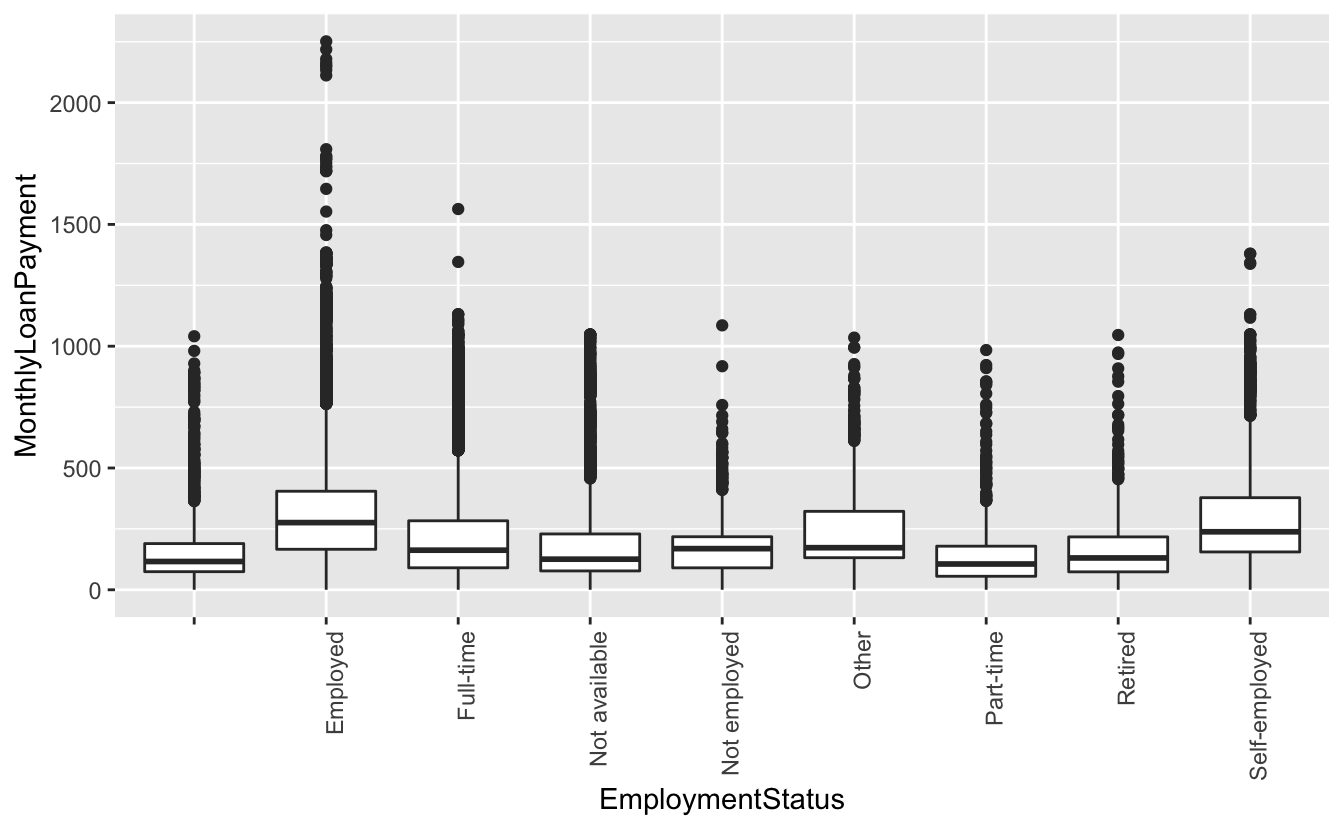 MonthlyLoanPayment
2000
1500
1000
500
0
Employed
Full-time
Not available
Not employed
Other
Part-time
Retired
Self-employed
EmploymentStatus